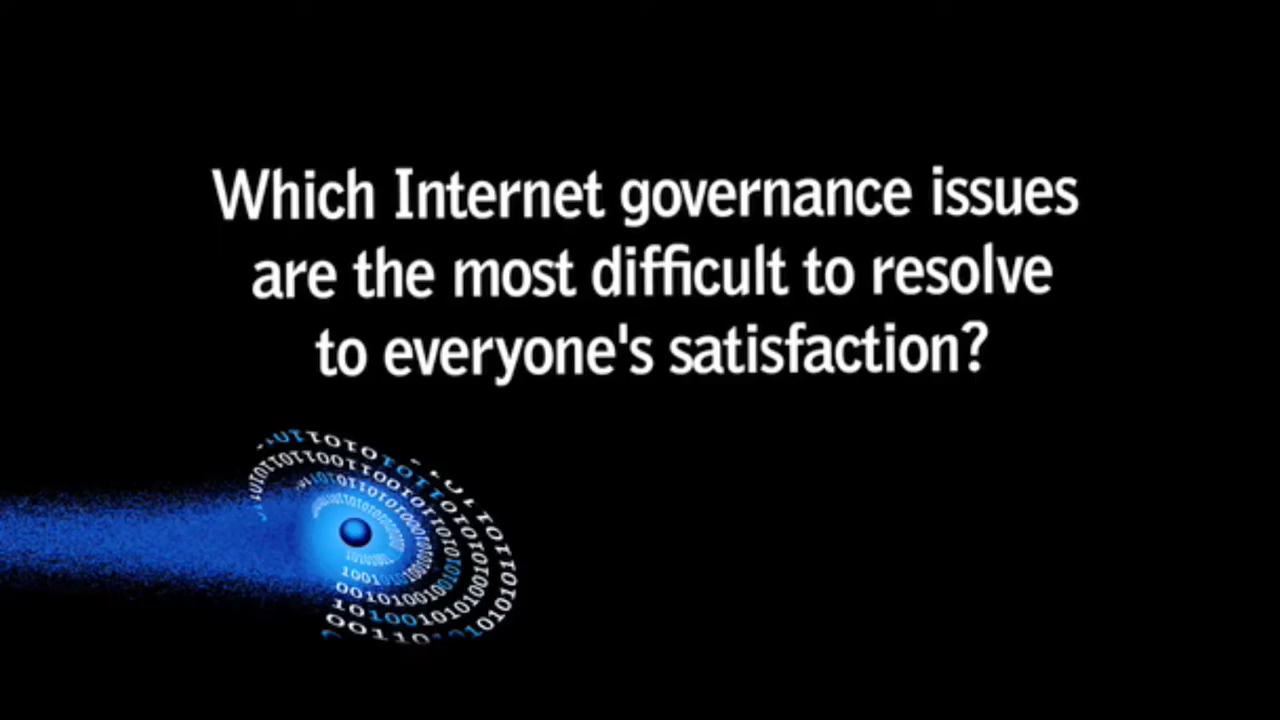 Which Internet governance issues
are the most difficult to resolve
to everyone's satisfaction?